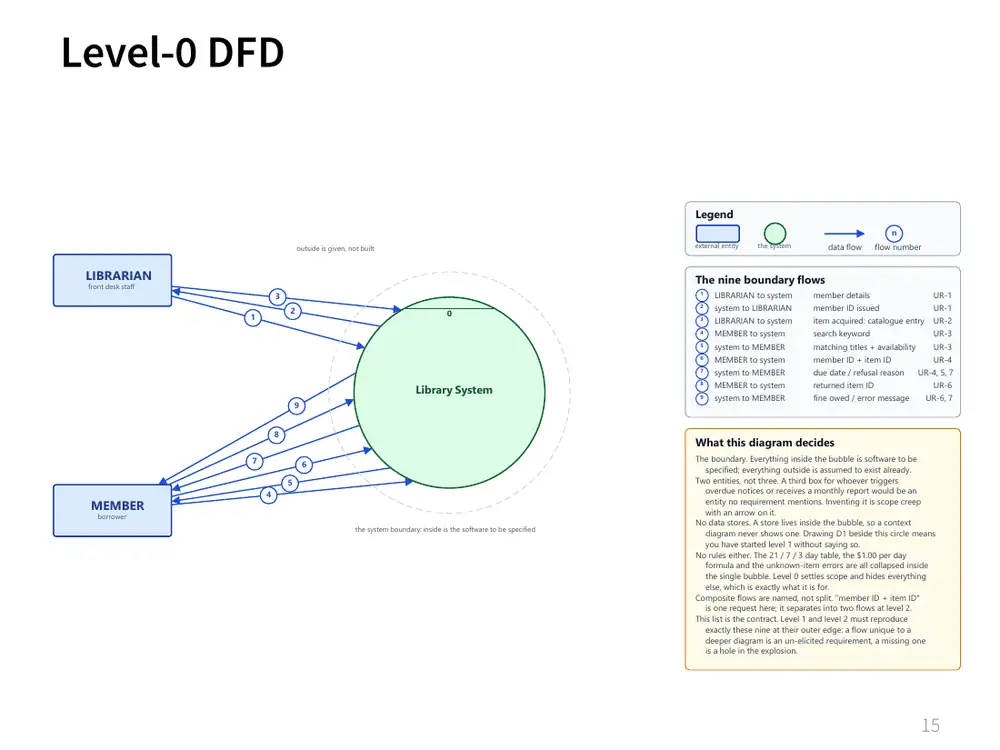 Level-0 DFD
outside is given, not built
LIBRARIAN
front desk staff
3
2
1
0
Library System
9
8
7
6
5
4
MEMBER
borrower
the system boundary: inside is the software to be specified
Legend
n
external entity
the system
data flow
flow number
The nine boundary flows
1 LIBRARIAN to system member details UR-1
2 system to LIBRARIAN member ID issued UR-1
3 LIBRARIAN to system item acquired: catalogue entry UR-2
4 MEMBER to system search keyword UR-3
5 system to MEMBER matching titles + availability UR-3
6 MEMBER to system member ID + item ID UR-4
7 system to MEMBER due date / refusal reason UR-4, 5, 7
8 MEMBER to system returned item ID UR-6
9 system to MEMBER fine owed / error message UR-6, 7
What this diagram decides
The boundary. Everything inside the bubble is software to be
specified; everything outside is assumed to exist already.
Two entities, not three. A third box for whoever triggers
overdue notices or receives a monthly report would be an
entity no requirement mentions. Inventing it is scope creep
with an arrow on it.
No data stores. A store lives inside the bubble, so a context
diagram never shows one. Drawing D1 beside this circle means
you have started level 1 without saying so.
No rules either. The 21 / 7 / 3 day table, the $1.00 per day
formula and the unknown-item errors are all collapsed inside
the single bubble. Level 0 settles scope and hides everything
else, which is exactly what it is for.
Composite flows are named, not split. "member ID + item ID"
is one request here; it separates into two flows at level 2.
This list is the contract. Level 1 and level 2 must reproduce
exactly these nine at their outer edge: a flow unique to a
deeper diagram is an un-elicited requirement, a missing one
is a hole in the explosion.
15